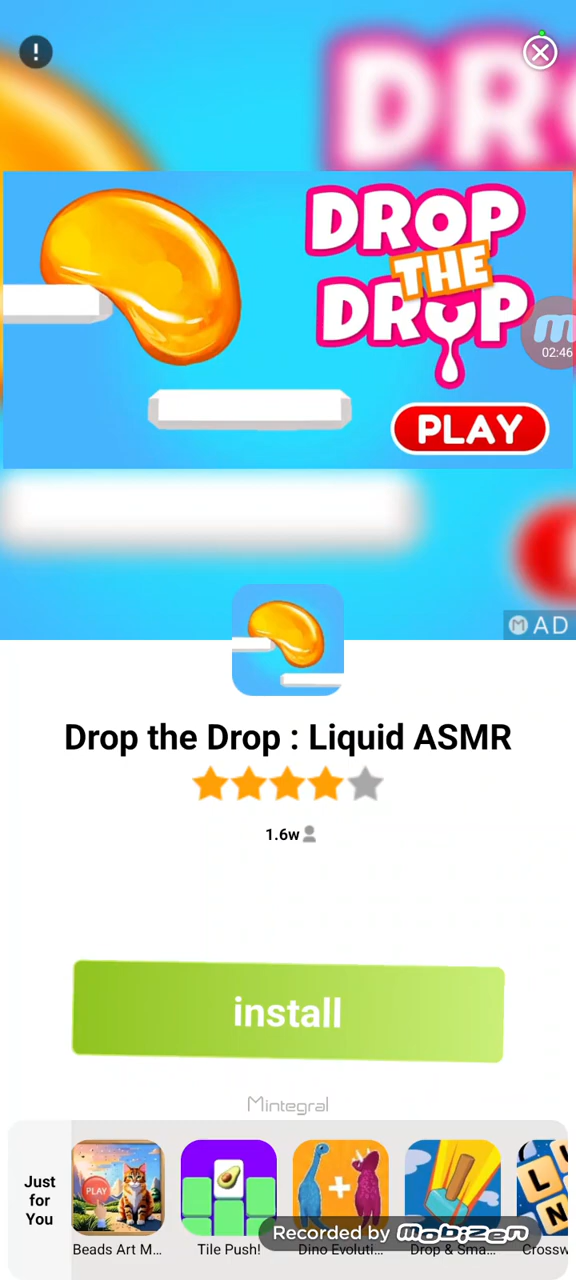 !
DR
DROP
THE
DROP
m
02:46
PLAY
M AD
Drop the Drop : Liquid ASMR
1.6w
install
Mintegral
Just
for
You
PLAY
Beads Art M...
Tile Push!
Dino Evoluti...
Drop & Sma...
Crossw
L
N
Recorded by mobizen